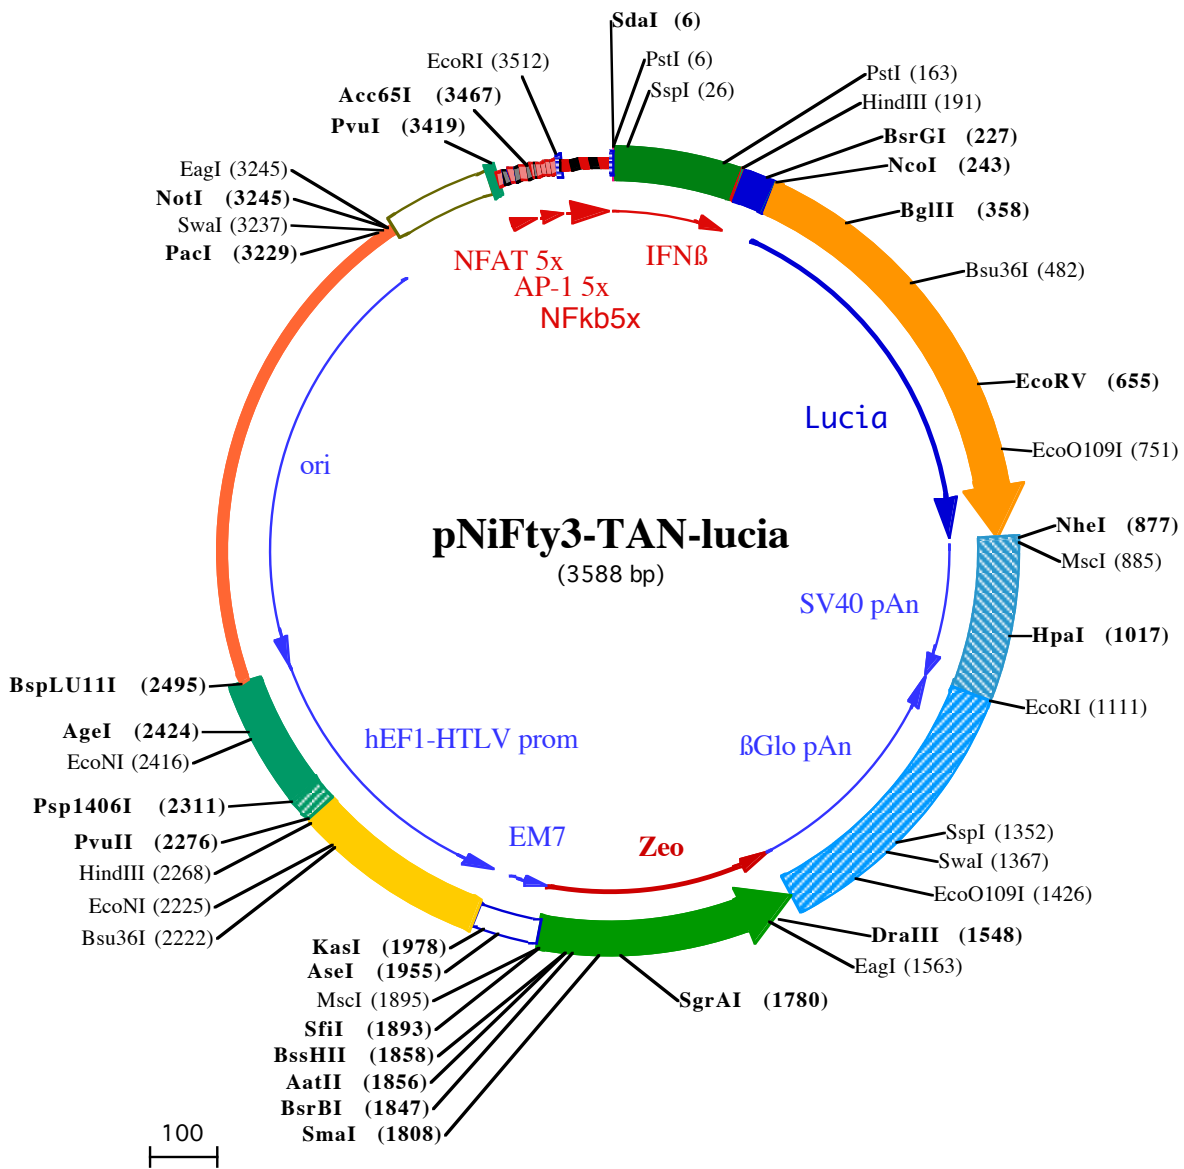 SdaI (6)
PstI (6)
SspI (26)
PstI (163)
HindIII (191)
BsrGI (227)
NcoI (243)
BglII (358)
Bsu36I (482)
EcoRV (655)
EcoO109I (751)
NheI (877)
MscI (885)
HpaI (1017)
EcoRI (1111)
SspI (1352)
SwaI (1367)
EcoO109I (1426)
DraIII (1548)
EagI (1563)
SgrAI (1780)
SmaI (1808)
BsrBI (1847)
AatII (1856)
BssHII (1858)
SfiI (1893)
MscI (1895)
AseI (1955)
KasI (1978)
Bsu36I (2222)
EcoNI (2225)
HindIII (2268)
PvuII (2276)
Psp1406I (2311)
EcoNI (2416)
AgeI (2424)
BspLU11I (2495)
PacI (3229)
SwaI (3237)
NotI (3245)
EagI (3245)
PvuI (3419)
Acc65I (3467)
EcoRI (3512)
NFAT 5x
AP-1 5x
NFkb5x
IFNß
Lucia
ori
pNiFty3-TAN-lucia
(3588 bp)
SV40 pAn
ßGlo pAn
hEF1-HTLV prom
EM7
Zeo
100